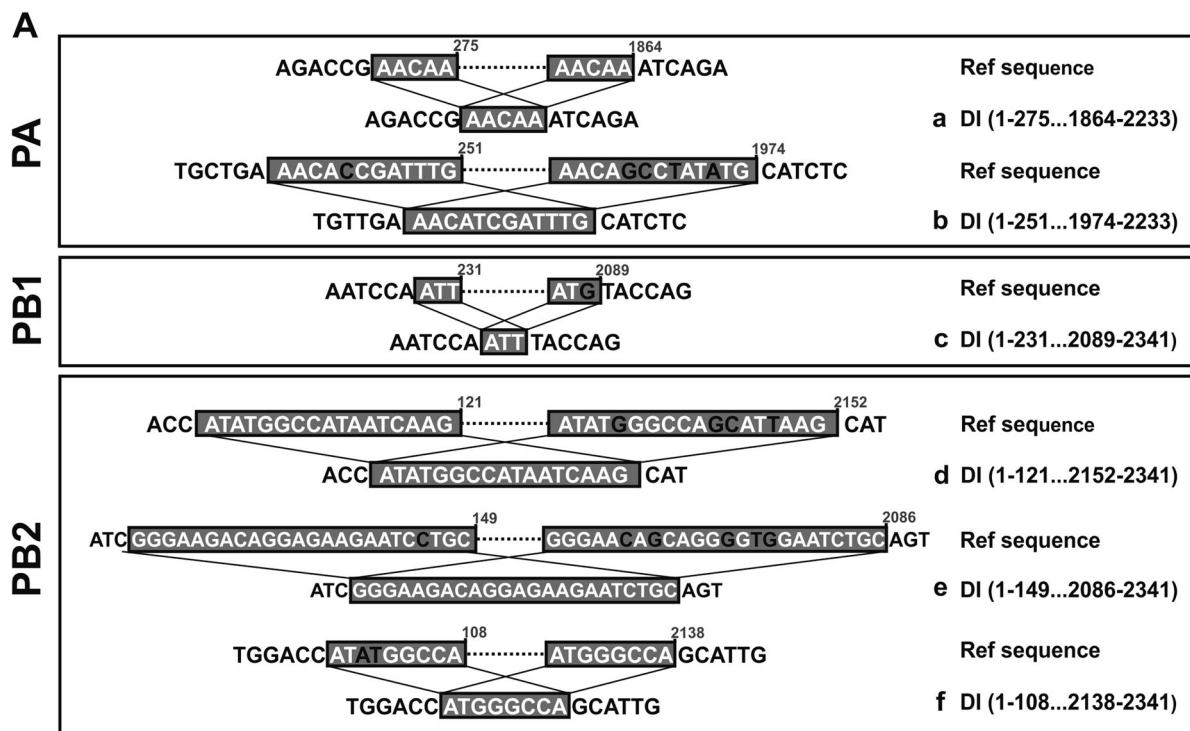 A
PA
275 1864
AGACCG AACAA AACAA ATCAGA Ref sequence
AGACCG AACAA ATCAGA a DI (1-275...1864-2233)
251 1974
TGCTGA AACACCGATTTG AACAGCCTATATG CATCTC Ref sequence
TGTTGA AACATCGATTTG CATCTC b DI (1-251...1974-2233)
PB1
231 2089
AATCCA ATT ATG TACCAG Ref sequence
AATCCA ATT TACCAG c DI (1-231...2089-2341)
PB2
121 2152
ACC ATATGGCCATAATCAAG ATATGGGCCAGCATTAAG CAT Ref sequence
ACC ATATGGCCATAATCAAG CAT d DI (1-121...2152-2341)
149 2086
ATC GGGAAGACAGGAGAAGAATCCTGC GGGAACAGCAGGGGTGGAATCTGC AGT Ref sequence
ATC GGGAAGACAGGAGAAGAATCTGC AGT e DI (1-149...2086-2341)
108 2138
TGGACC ATATGGCCA ATGGGCCA GCATTG Ref sequence
TGGACC ATGGGCCA GCATTG f DI (1-108...2138-2341)